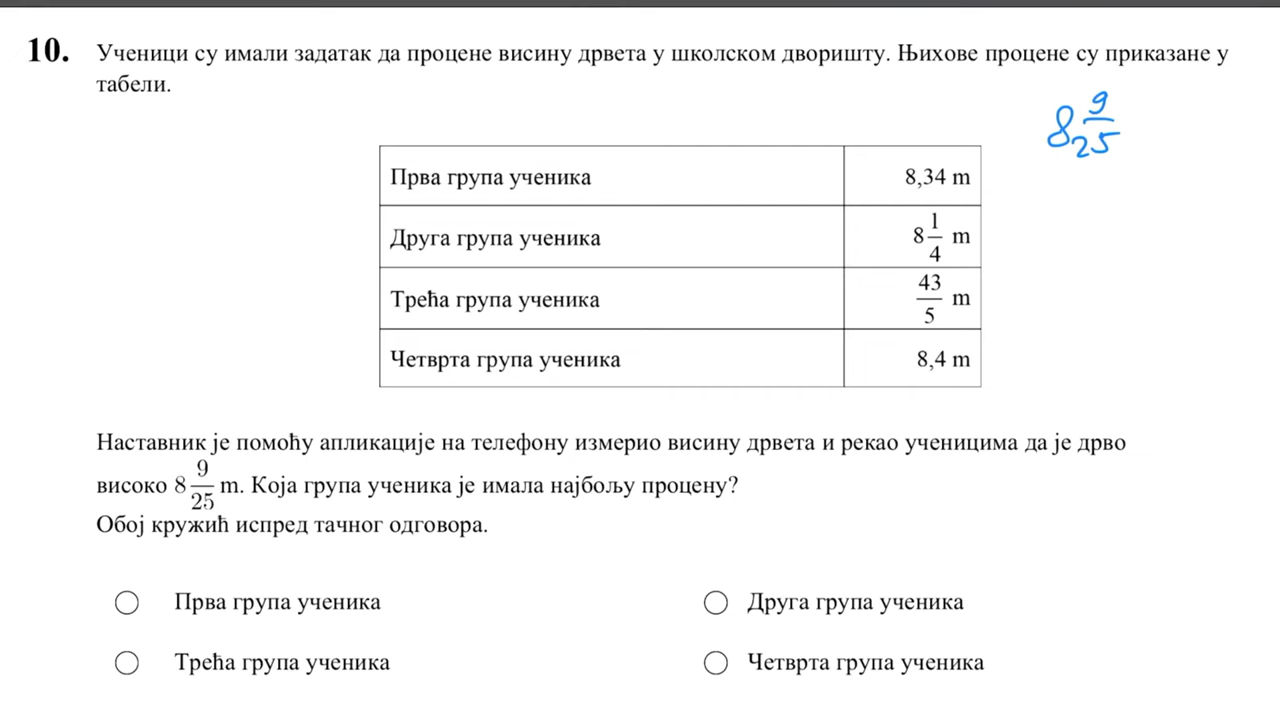 10. Ученици су имали задатак да процене висину дрвета у школском дворишту. Њихове процене су приказане у
табели.
8 9/25
Прва група ученика 8,34 m
Друга група ученика 8 1/4 m
Трећа група ученика 43/5 m
Четврта група ученика 8,4 m
Наставник је помоћу апликације на телефону измерио висину дрвета и рекао ученицима да је дрво
високо 8 9/25 m. Која група ученика је имала најбољу процену?
Обој кружић испред тачног одговора.
Прва група ученика Друга група ученика
Трећа група ученика Четврта група ученика